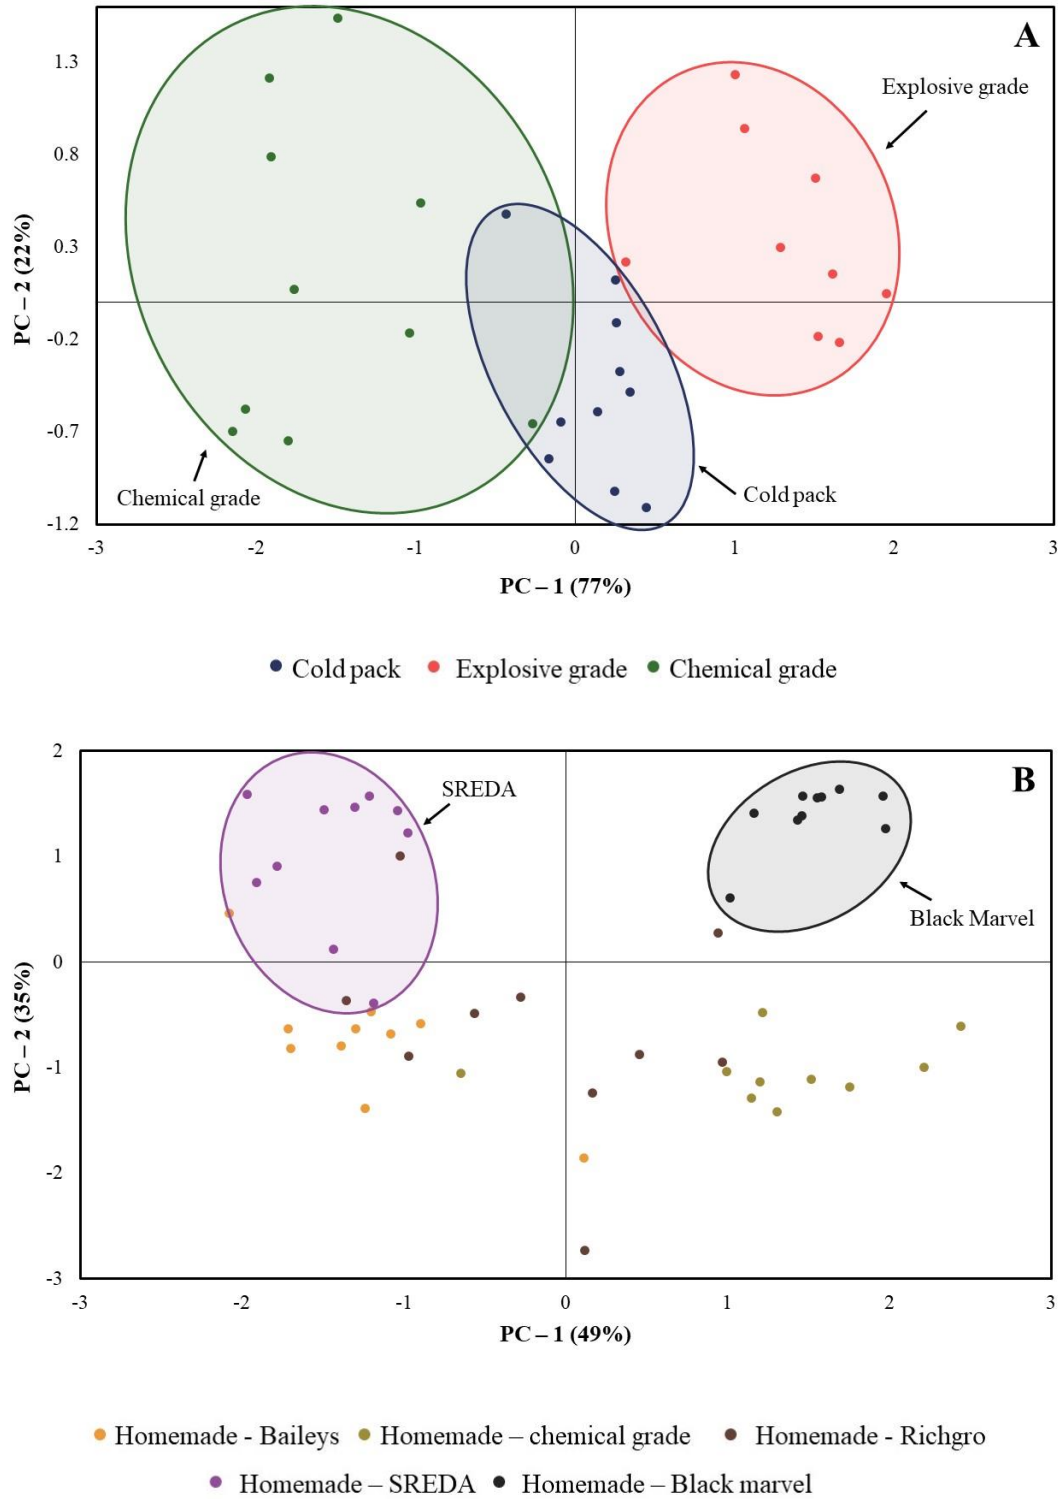 A
1.3
Explosive grade
0.8
PC – 2 (22%)
0.3
-0.2
-0.7
Chemical grade
Cold pack
-1.2
-3 -2 -1 0 1 2 3
PC – 1 (77%)
Cold pack Explosive grade Chemical grade
2
B
SREDA
1
Black Marvel
0
PC – 2 (35%)
-1
-2
-3
-3 -2 -1 0 1 2 3
PC – 1 (49%)
Homemade - Baileys Homemade – chemical grade Homemade - Richgro
Homemade – SREDA Homemade – Black marvel